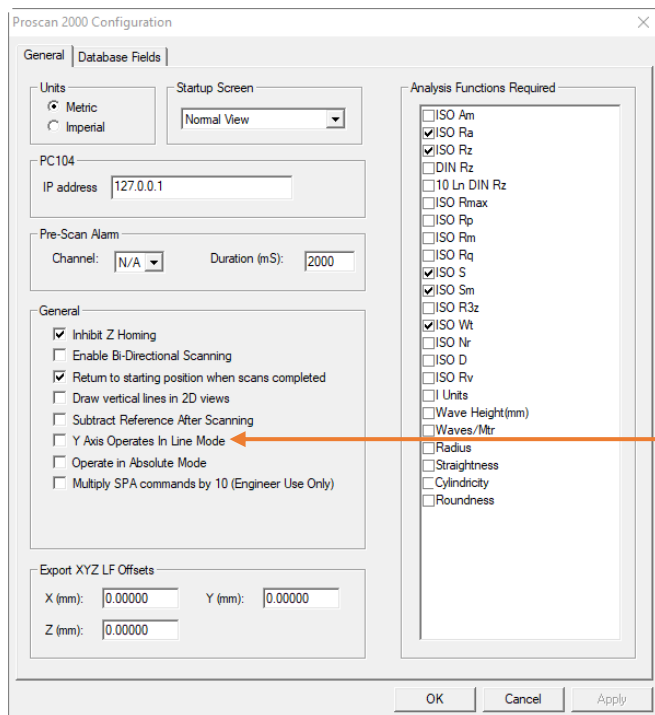 Proscan 2000 Configuration
General
Database Fields
Units
Metric
Imperial
Startup Screen
Normal View
PC104
IP address 127.0.0.1
Pre-Scan Alarm
Channel: N/A Duration (mS): 2000
General
Inhibit Z Homing
Enable Bi-Directional Scanning
Return to starting position when scans completed
Draw vertical lines in 2D views
Subtract Reference After Scanning
Y Axis Operates In Line Mode
Operate in Absolute Mode
Multiply SPA commands by 10 (Engineer Use Only)
Export XYZ LF Offsets
X (mm): 0.00000 Y (mm): 0.00000
Z (mm): 0.00000
Analysis Functions Required
ISO Am
ISO Ra
ISO Rz
DIN Rz
10 Ln DIN Rz
ISO Rmax
ISO Rp
ISO Rm
ISO Rq
ISO S
ISO Sm
ISO R3z
ISO Wt
ISO Nr
ISO D
ISO Rv
I Units
Wave Height(mm)
Waves/Mtr
Radius
Straightness
Cylindricity
Roundness
OK Cancel Apply